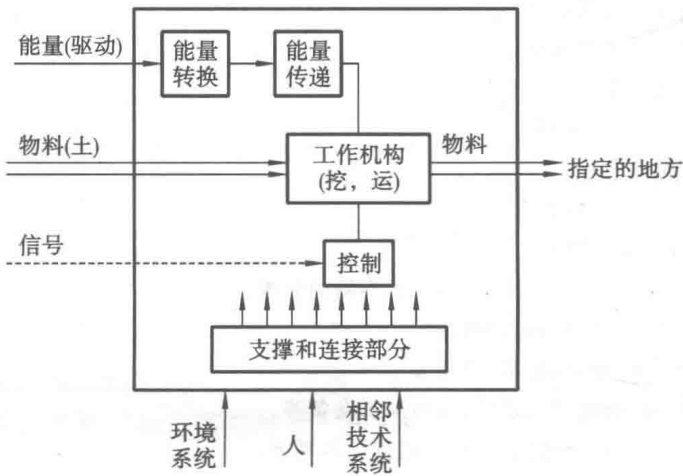 能量(驱动)
能量
转换
能量
传递
物料(土)
工作机构
(挖，运)
物料
指定的地方
信号
控制
支撑和连接部分
环境
系统
人
相邻
技术
系统